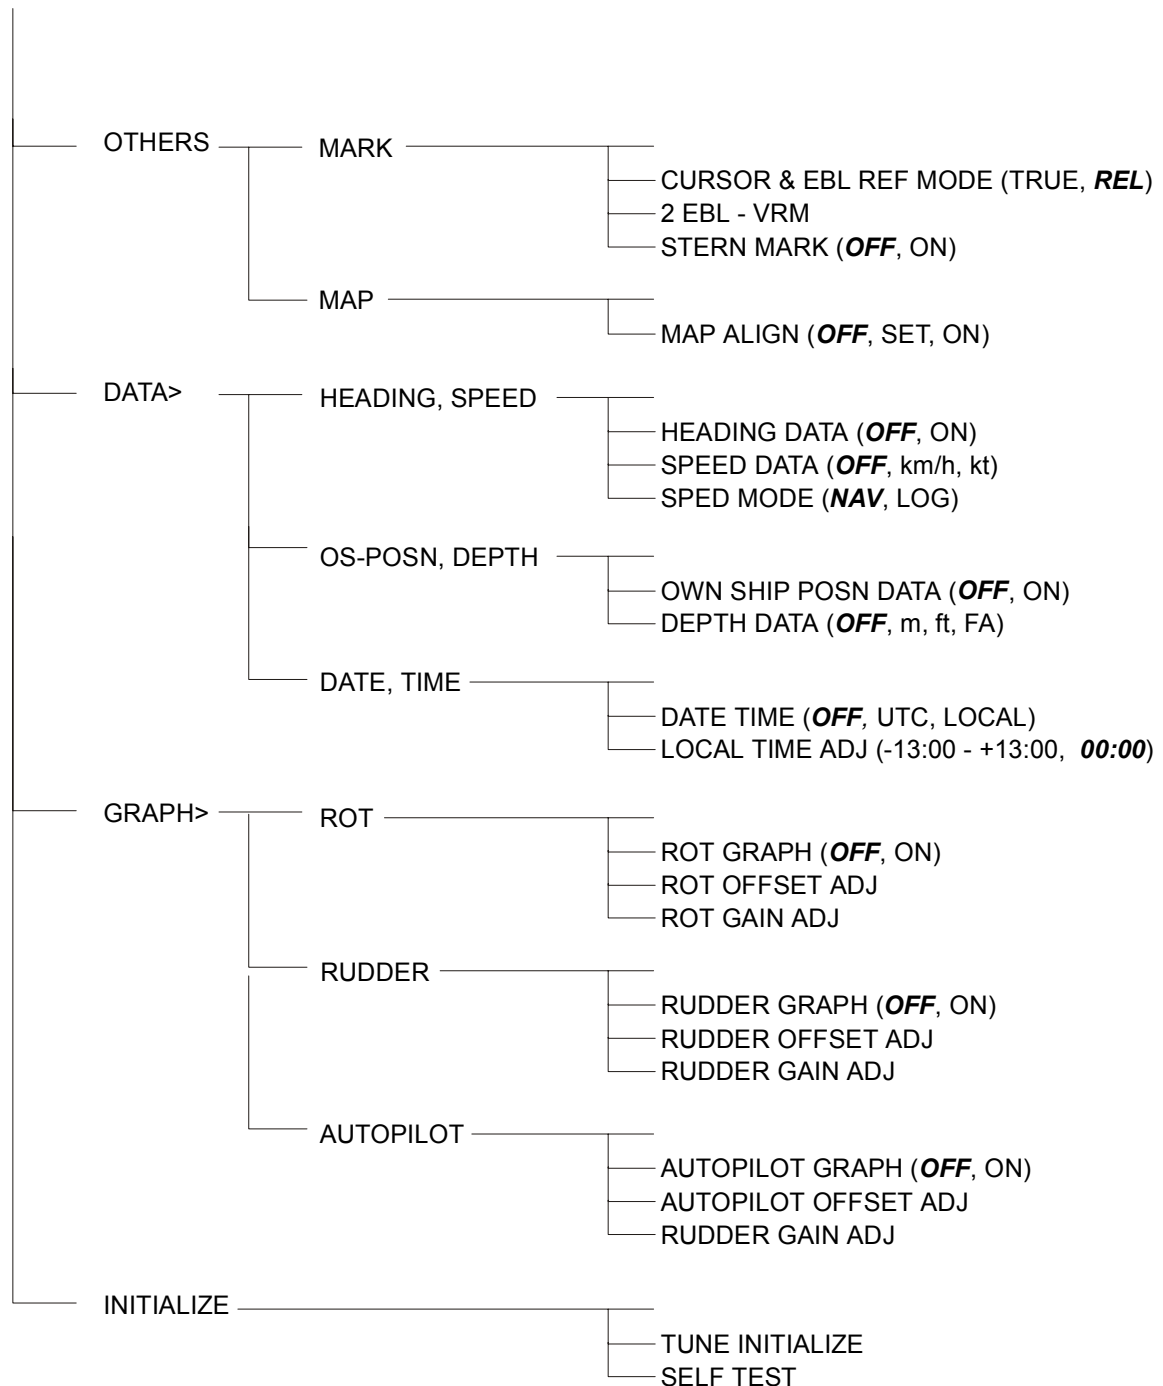 OTHERS
MARK
CURSOR & EBL REF MODE (TRUE, REL)
2 EBL - VRM
STERN MARK (OFF, ON)
MAP
MAP ALIGN (OFF, SET, ON)
DATA>
HEADING, SPEED
HEADING DATA (OFF, ON)
SPEED DATA (OFF, km/h, kt)
SPED MODE (NAV, LOG)
OS-POSN, DEPTH
OWN SHIP POSN DATA (OFF, ON)
DEPTH DATA (OFF, m, ft, FA)
DATE, TIME
DATE TIME (OFF, UTC, LOCAL)
LOCAL TIME ADJ (-13:00 - +13:00, 00:00)
GRAPH>
ROT
ROT GRAPH (OFF, ON)
ROT OFFSET ADJ
ROT GAIN ADJ
RUDDER
RUDDER GRAPH (OFF, ON)
RUDDER OFFSET ADJ
RUDDER GAIN ADJ
AUTOPILOT
AUTOPILOT GRAPH (OFF, ON)
AUTOPILOT OFFSET ADJ
RUDDER GAIN ADJ
INITIALIZE
TUNE INITIALIZE
SELF TEST